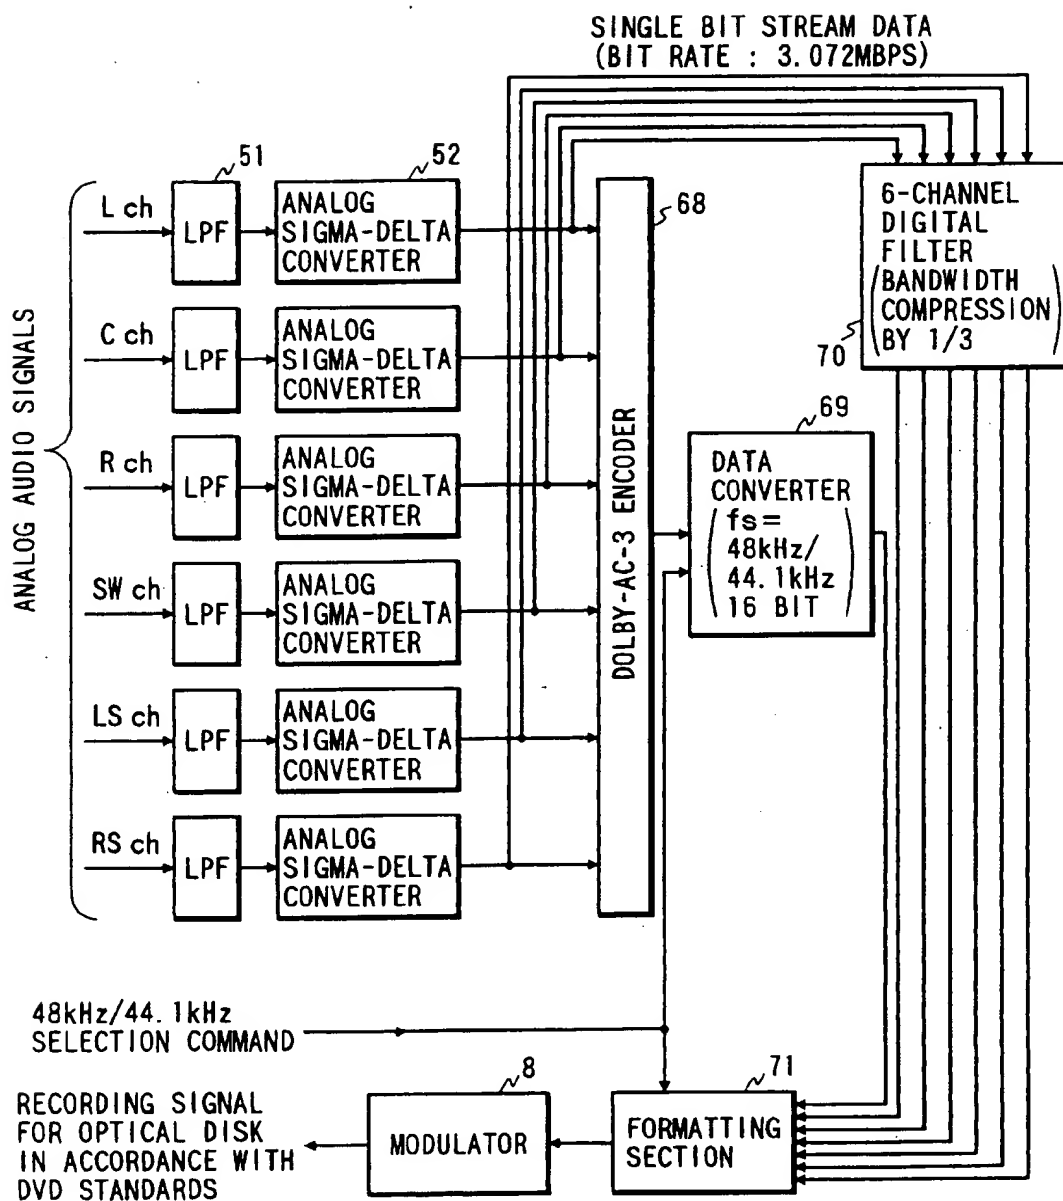 SINGLE BIT STREAM DATA
(BIT RATE : 3.072MBPS)
ANALOG AUDIO SIGNALS
51
52
68
L ch
LPF
ANALOG
SIGMA-DELTA
CONVERTER
C ch
LPF
ANALOG
SIGMA-DELTA
CONVERTER
R ch
LPF
ANALOG
SIGMA-DELTA
CONVERTER
SW ch
LPF
ANALOG
SIGMA-DELTA
CONVERTER
LS ch
LPF
ANALOG
SIGMA-DELTA
CONVERTER
RS ch
LPF
ANALOG
SIGMA-DELTA
CONVERTER
DOLBY-AC-3 ENCODER
6-CHANNEL
DIGITAL
FILTER
(BANDWIDTH
COMPRESSION
BY 1/3)
70
69
DATA
CONVERTER
(fs=
48kHz/
44.1kHz
16 BIT)
48kHz/44.1kHz
SELECTION COMMAND
8
71
RECORDING SIGNAL
FOR OPTICAL DISK
IN ACCORDANCE WITH
DVD STANDARDS
MODULATOR
FORMATTING
SECTION